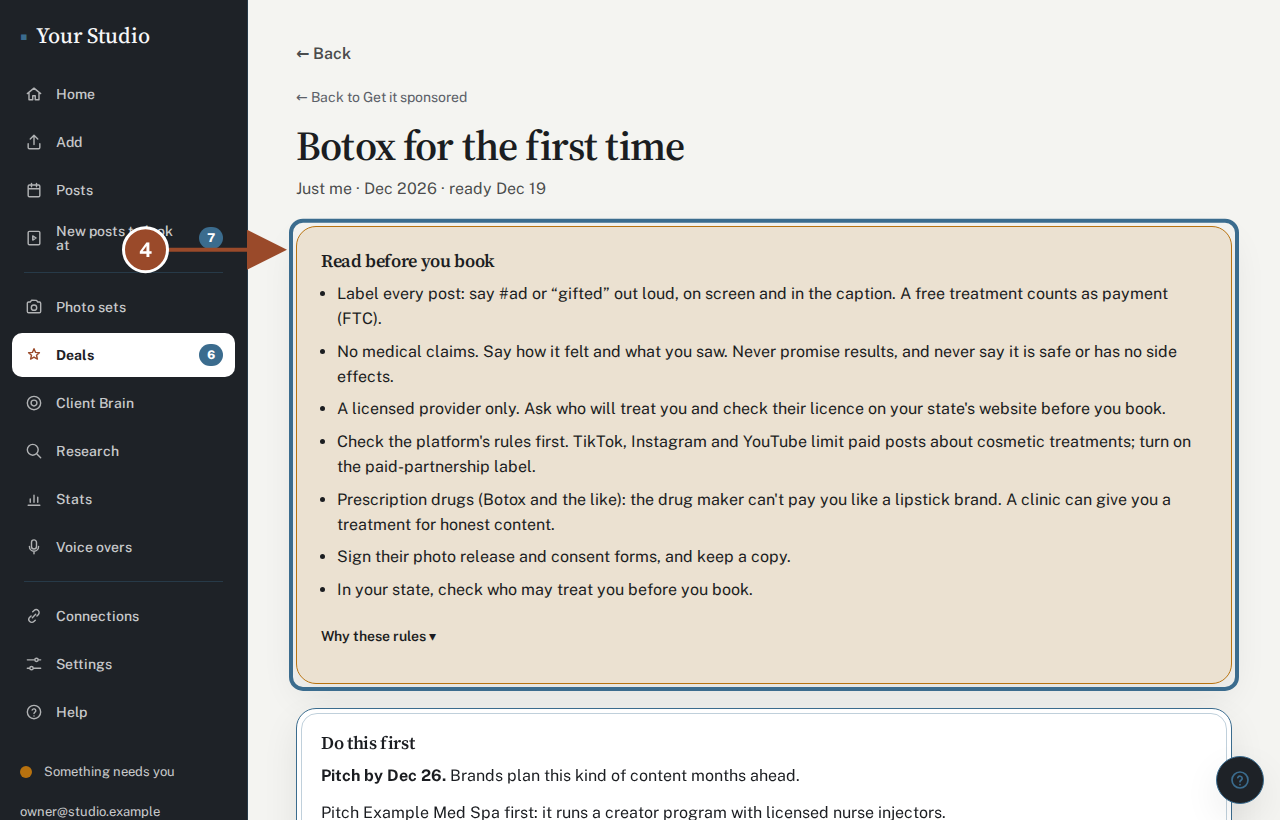 Your Studio
Home
Add
Posts
New posts to look
at
7
4
Photo sets
Deals
6
Client Brain
Research
Stats
Voice overs
Connections
Settings
Help
Something needs you
owner@studio.example
← Back
← Back to Get it sponsored
Botox for the first time
Just me · Dec 2026 · ready Dec 19
Read before you book
• Label every post: say #ad or “gifted” out loud, on screen and in the caption. A free treatment counts as payment
(FTC).
• No medical claims. Say how it felt and what you saw. Never promise results, and never say it is safe or has no side
effects.
• A licensed provider only. Ask who will treat you and check their licence on your state's website before you book.
• Check the platform's rules first. TikTok, Instagram and YouTube limit paid posts about cosmetic treatments; turn on
the paid-partnership label.
• Prescription drugs (Botox and the like): the drug maker can't pay you like a lipstick brand. A clinic can give you a
treatment for honest content.
• Sign their photo release and consent forms, and keep a copy.
• In your state, check who may treat you before you book.
Why these rules ▾
Do this first
Pitch by Dec 26. Brands plan this kind of content months ahead.
Pitch Example Med Spa first: it runs a creator program with licensed nurse injectors.